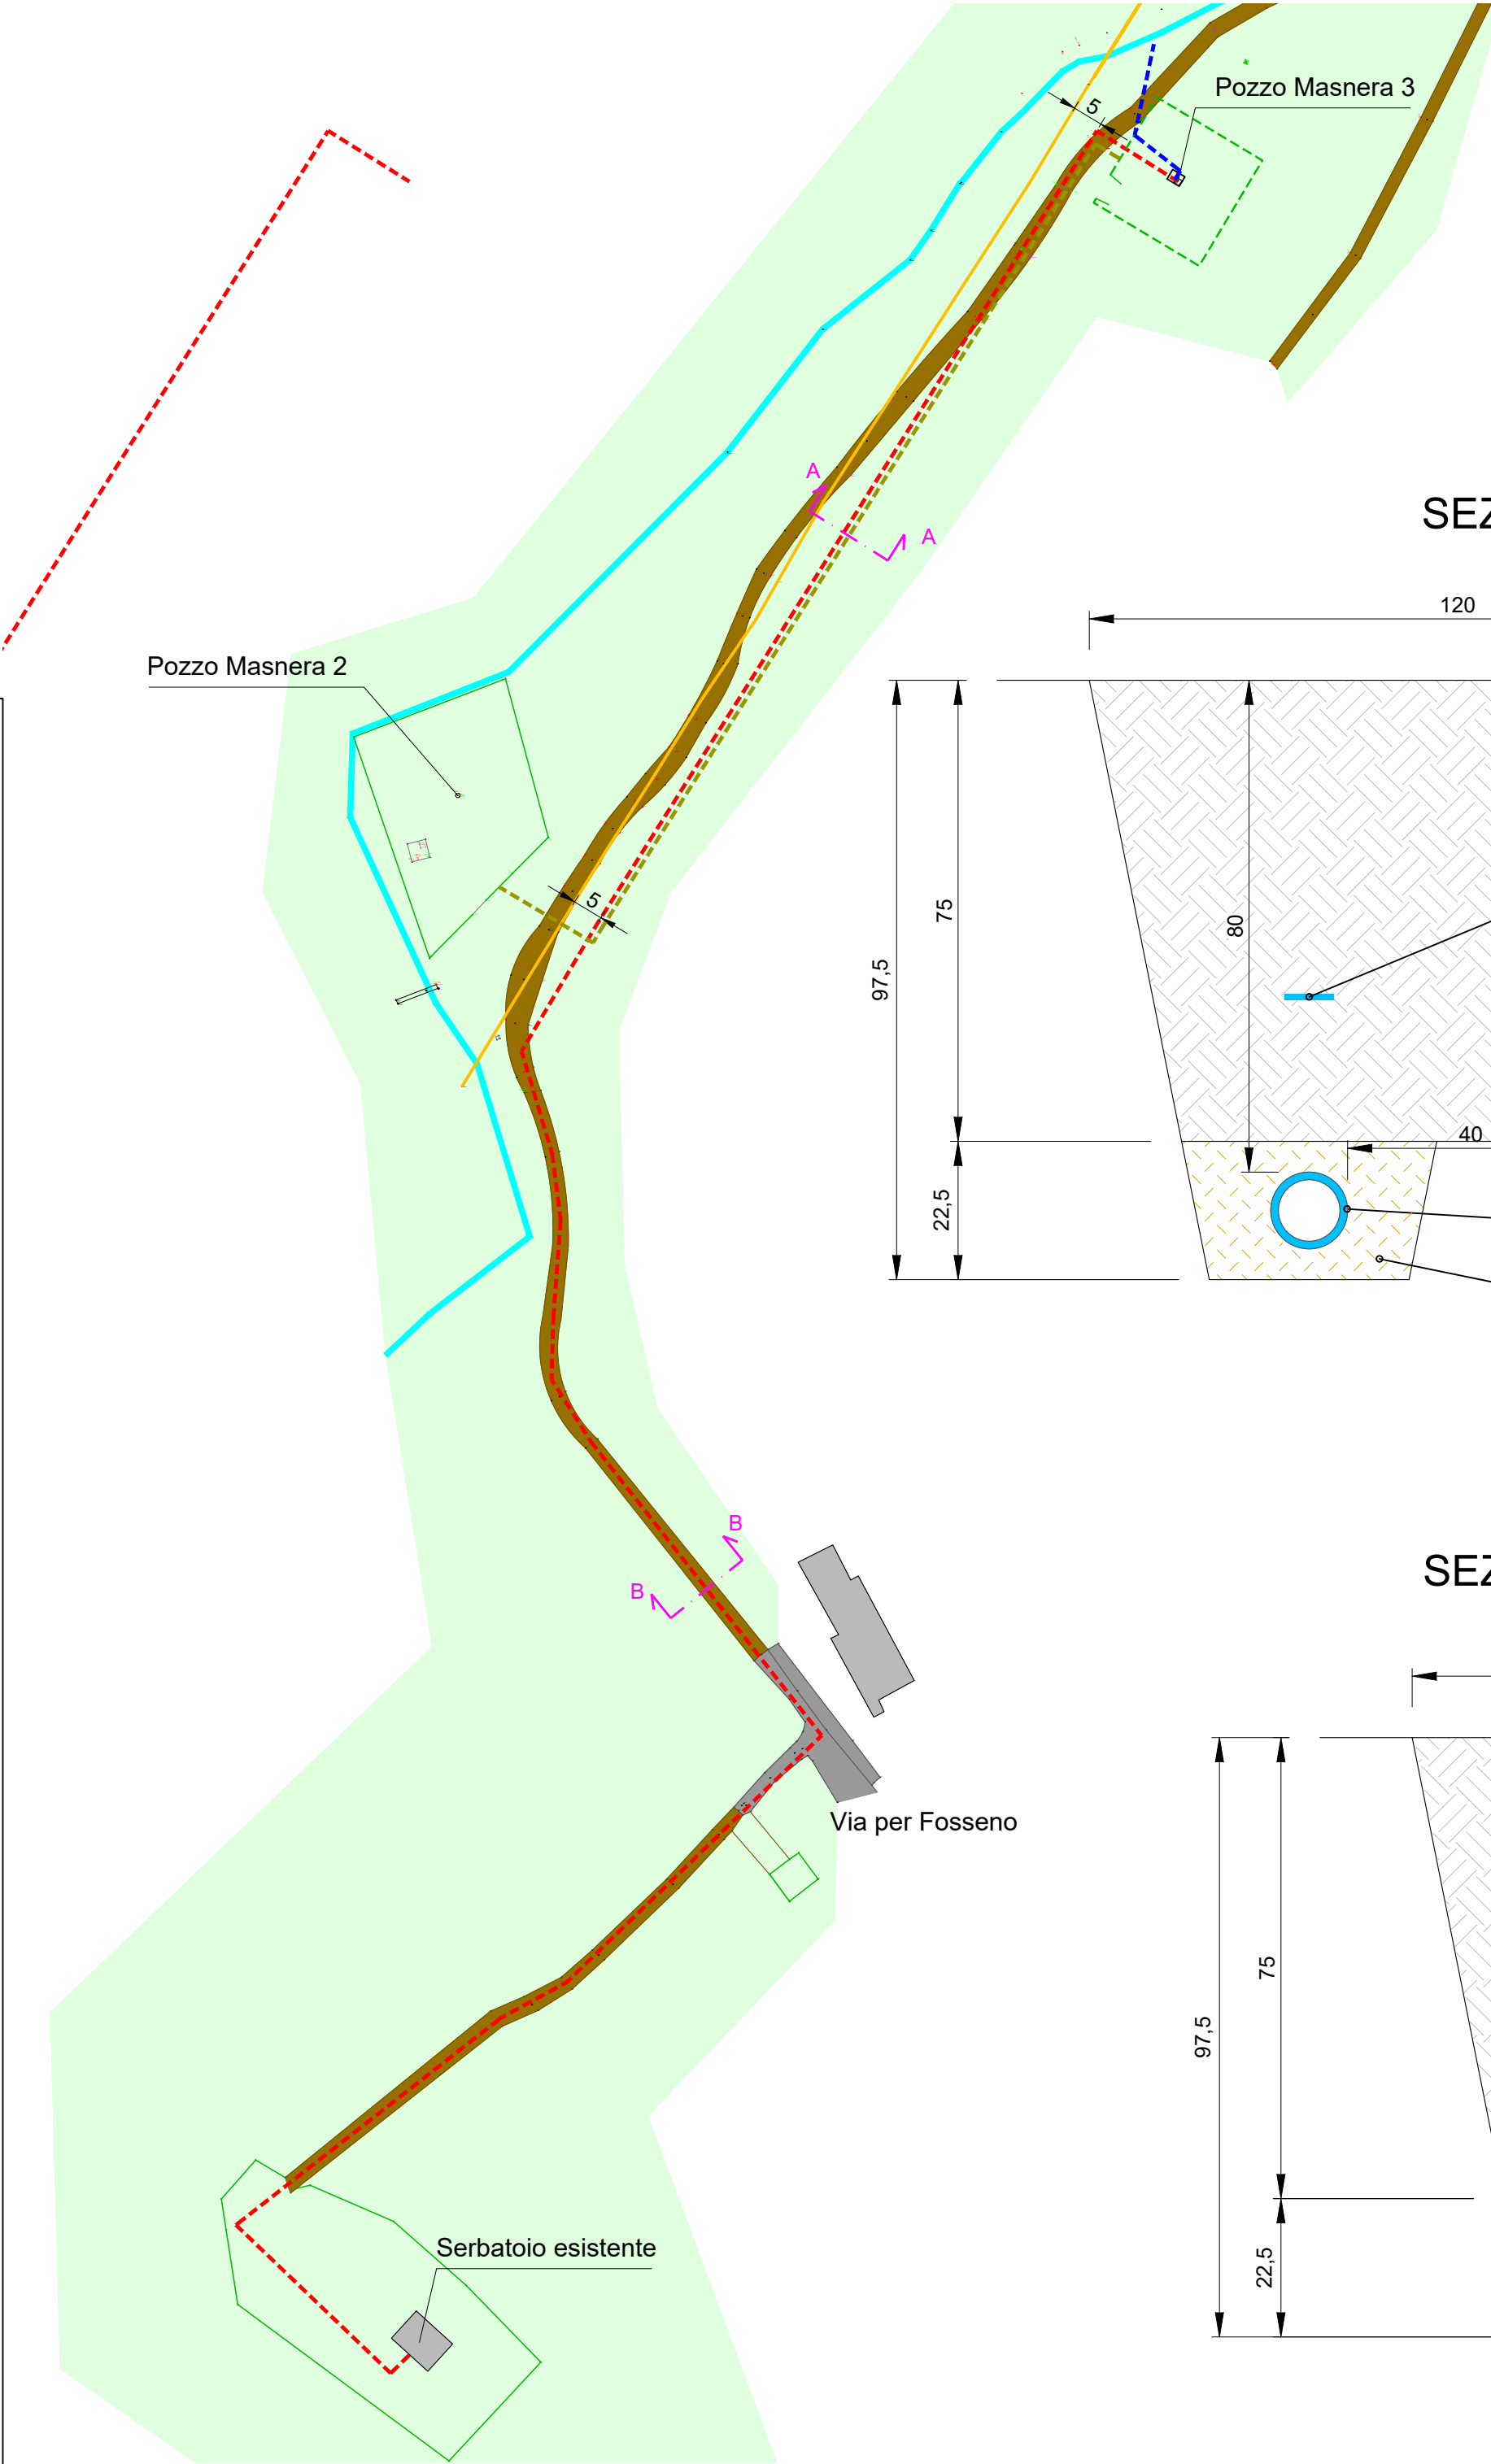 Pozzo Masnera 3
5
A
A
SEZ
120
Pozzo Masnera 2
75
80
5
97,5
40
22,5
B
SEZ
B
Via per Fosseno
75
97,5
Serbatoio esistente
22,5